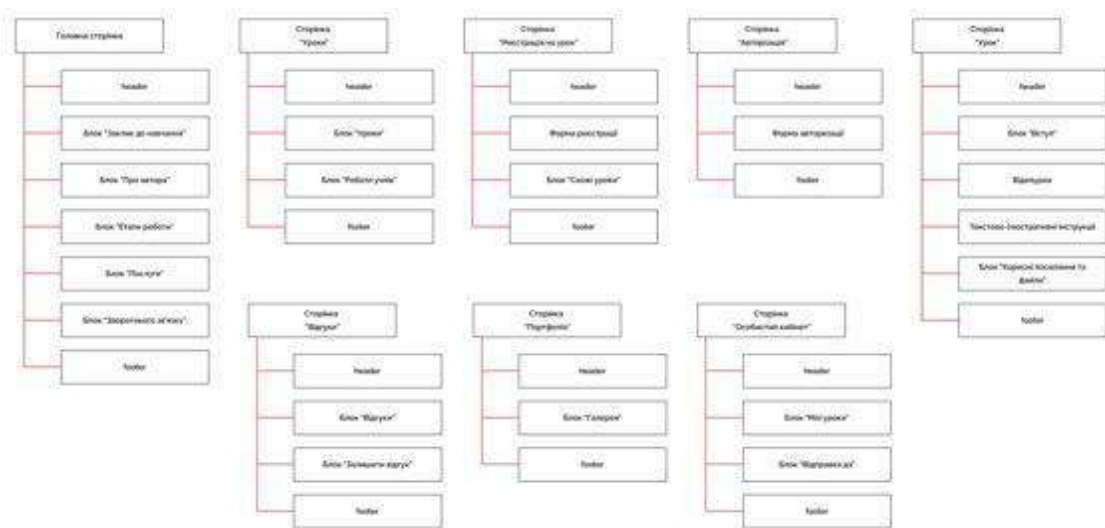 Головна сторінка
header
Блок "Заклик до навчання"
Блок "Про автора"
Блок "Етапи роботи"
Блок "Послуги"
Блок "Зворотнього зв'язку"
footer
Сторінка
"Уроки"
header
Блок "Уроки"
Блок "Роботи учнів"
footer
Сторінка
"Реєстрація на урок"
header
Форма реєстрації
Блок "Схожі уроки"
footer
Сторінка
"Авторизація"
header
Форма авторизації
footer
Сторінка
"Урок"
header
Блок "Вступ"
Відеоуроки
Текстово-ілюстративні інструкції
Блок "Корисні посилання та
файли"
footer
Сторінка
"Відгуки"
header
Блок "Відгуки"
Блок "Залишити відгук"
footer
Сторінка
"Портфоліо"
header
Блок "Галерея"
footer
Сторінка
"Особистий кабінет"
header
Блок "Мої уроки"
Блок "Відправка дз"
footer